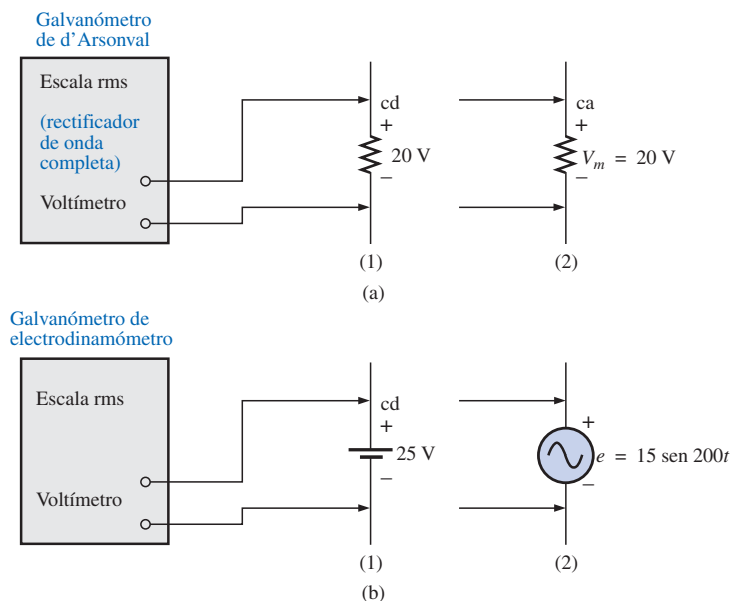 Galvanómetro
de d’Arsonval
Escala rms
(rectificador
de onda
completa)
Voltímetro
cd
+
20 V
–
(1)
ca
+
V_m = 20 V
–
(2)
(a)
Galvanómetro de
electrodinamómetro
Escala rms
Voltímetro
cd
+
25 V
–
(1)
+
e = 15 sen 200t
–
(2)
(b)